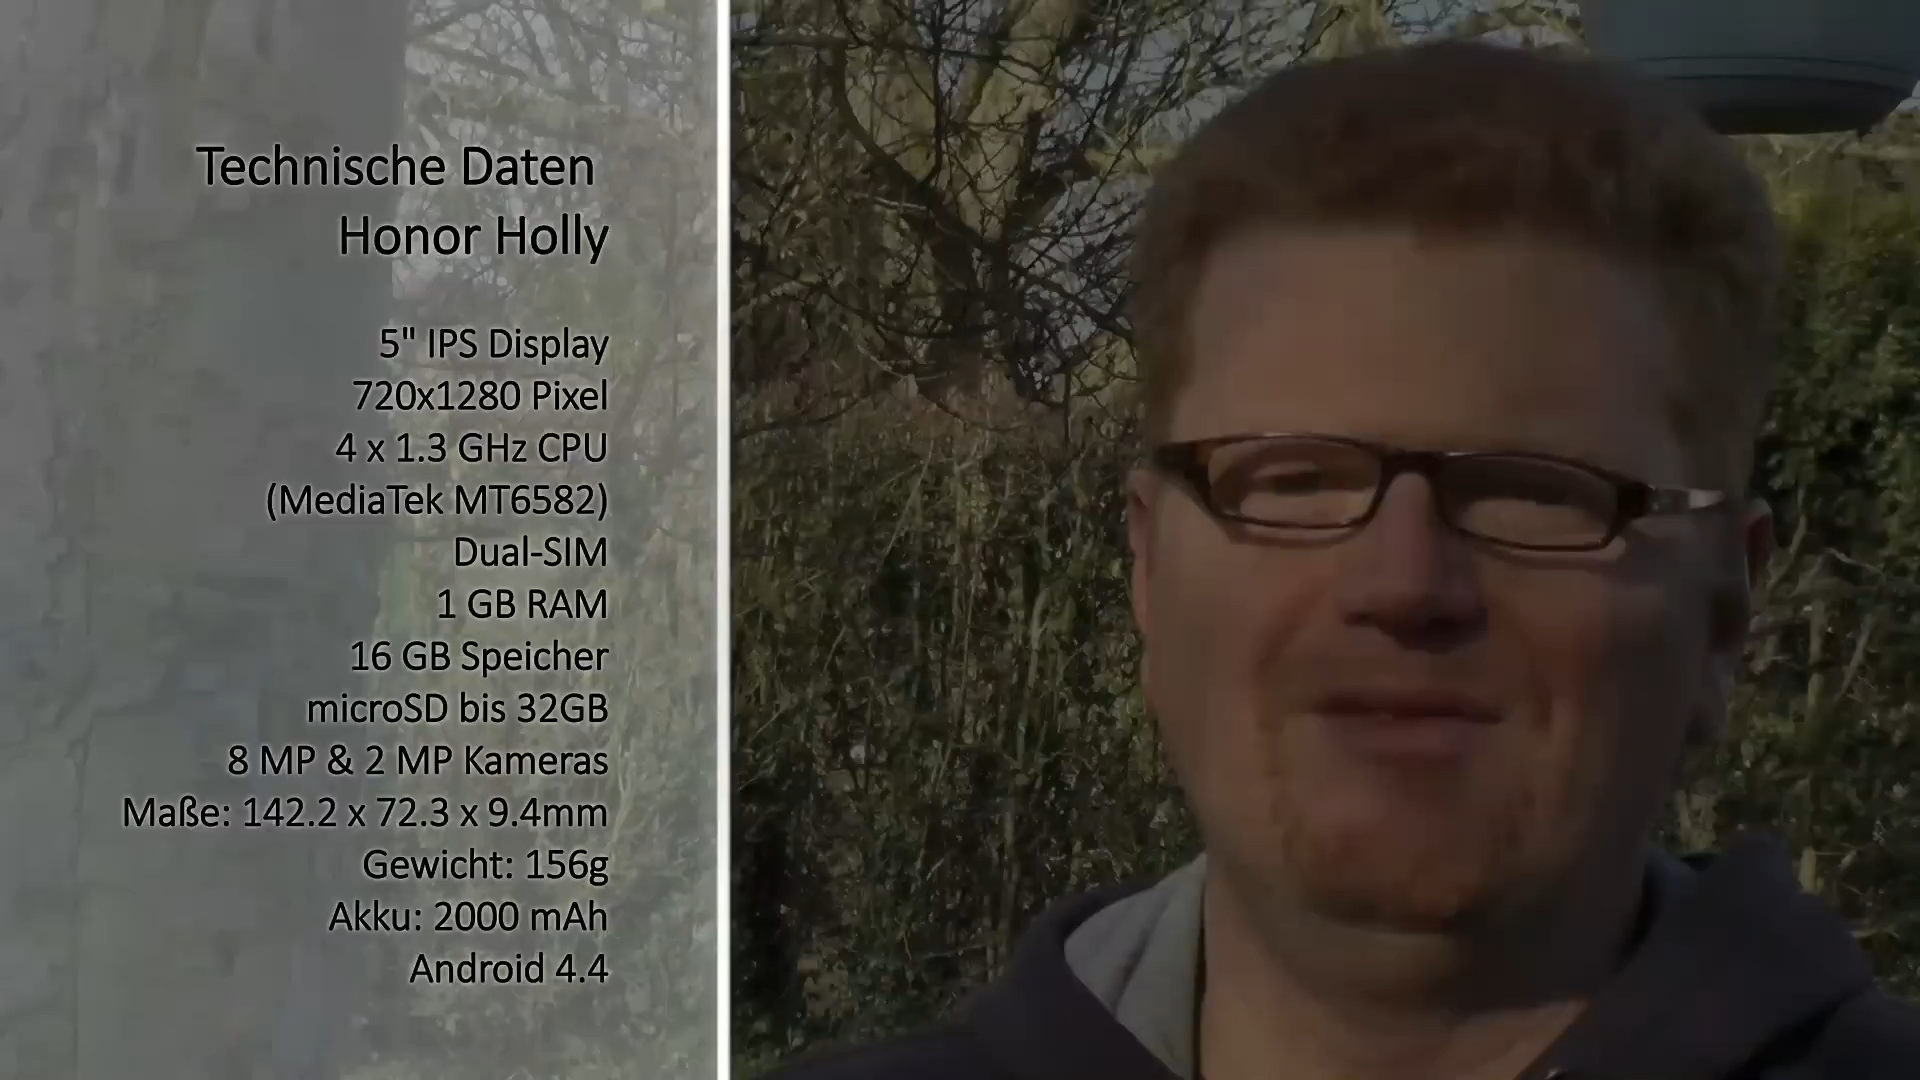 Technische Daten
Honor Holly
5" IPS Display
720x1280 Pixel
4 x 1.3 GHz CPU
(MediaTek MT6582)
Dual-SIM
1 GB RAM
16 GB Speicher
microSD bis 32GB
8 MP & 2 MP Kameras
Maße: 142.2 x 72.3 x 9.4mm
Gewicht: 156g
Akku: 2000 mAh
Android 4.4